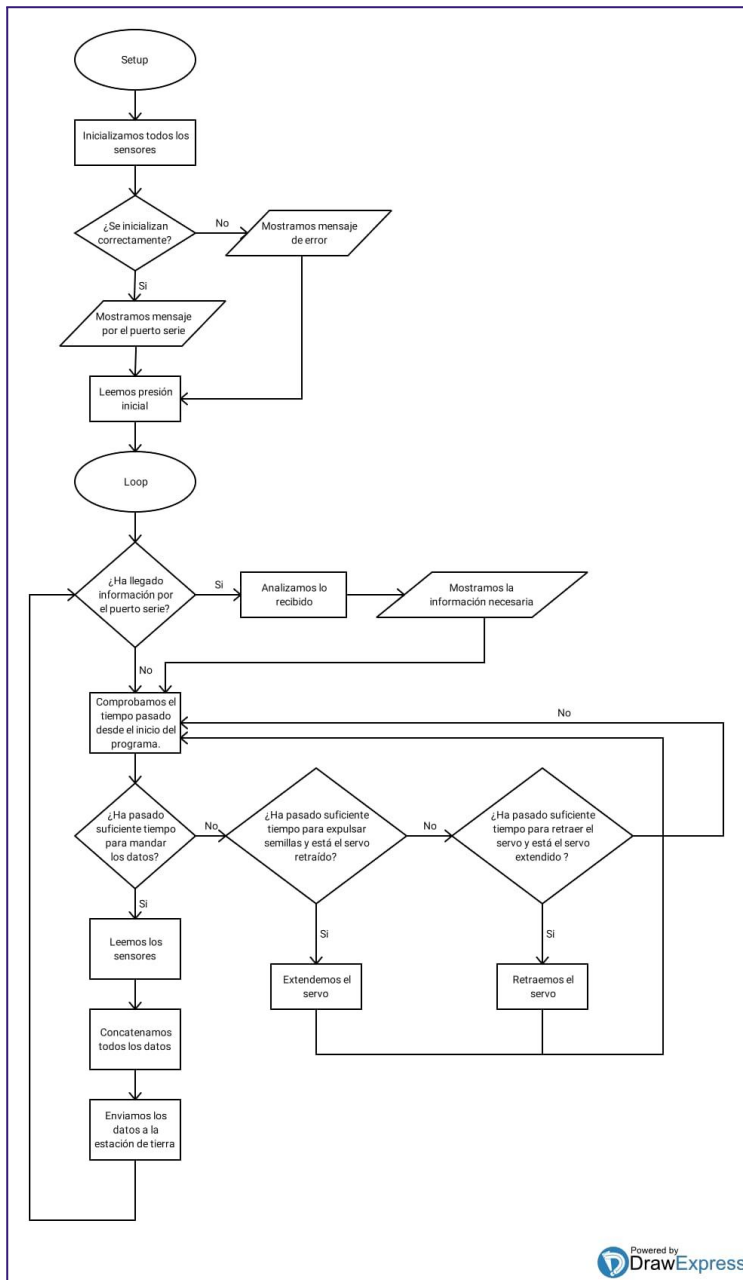 Setup
Inicializamos todos los
sensores
¿Se inicializan
correctamente?
No
Mostramos mensaje
de error
Si
Mostramos mensaje
por el puerto serie
Leemos presión
inicial
Loop
¿Ha llegado
información por
el puerto serie?
Si
Analizamos lo
recibido
Mostramos la
información necesaria
No
Comprobamos el
tiempo pasado
desde el inicio del
programa.
No
¿Ha pasado
suficiente tiempo
para mandar
los datos?
No
¿Ha pasado suficiente
tiempo para expulsar
semillas y está el servo
retraído?
No
¿Ha pasado suficiente
tiempo para retraer el
servo y está el servo
extendido ?
Si
Si
Si
Leemos los
sensores
Extendemos el
servo
Retraemos el
servo
Concatenamos
todos los datos
Enviamos los
datos a la
estación de tierra
Powered by
DrawExpress